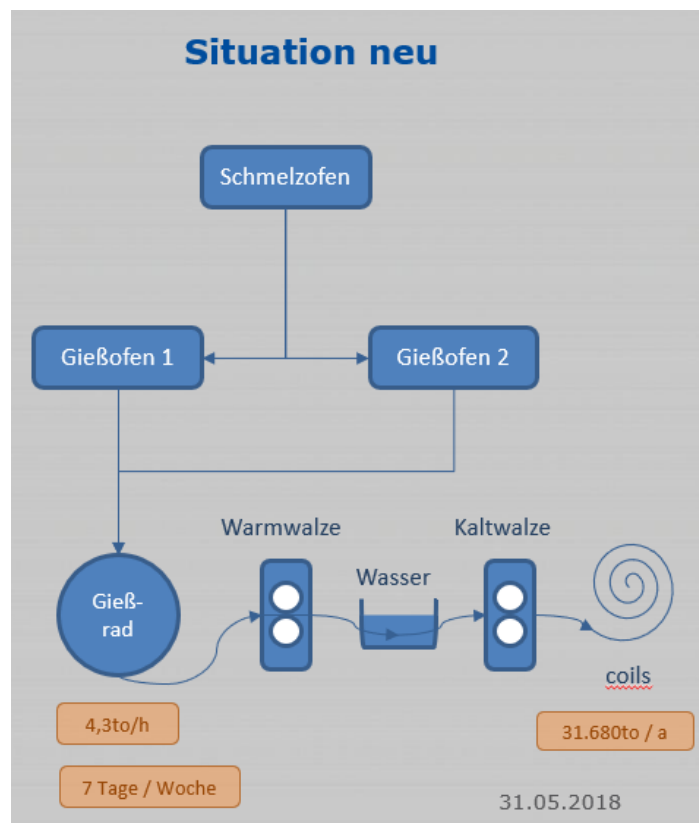 Situation neu
Schmelzofen
Gießofen 1
Gießofen 2
Warmwalze
Kaltwalze
Wasser
Gieß-
rad
coils
4,3to/h
31.680to / a
7 Tage / Woche
31.05.2018